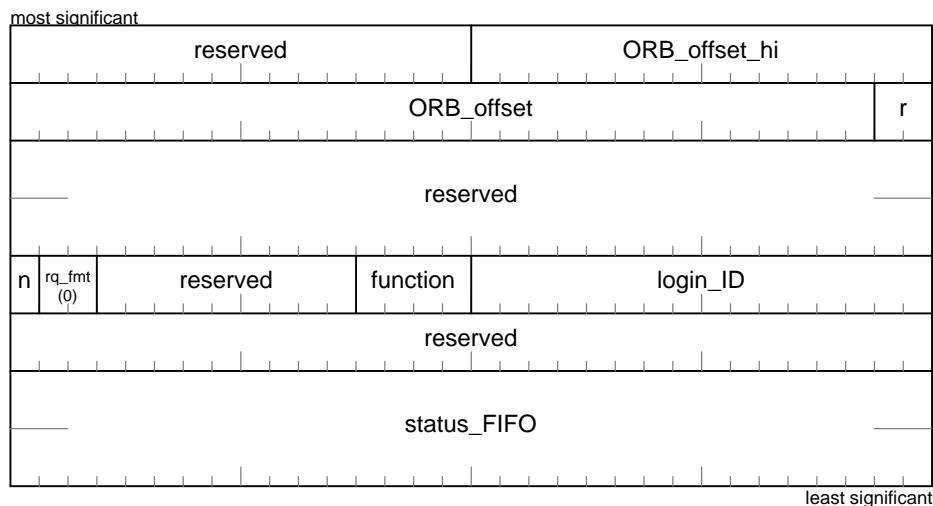 most significant
reserved ORB_offset_hi
ORB_offset r
reserved
n rq_fmt (0) reserved function login_ID
reserved
status_FIFO
least significant